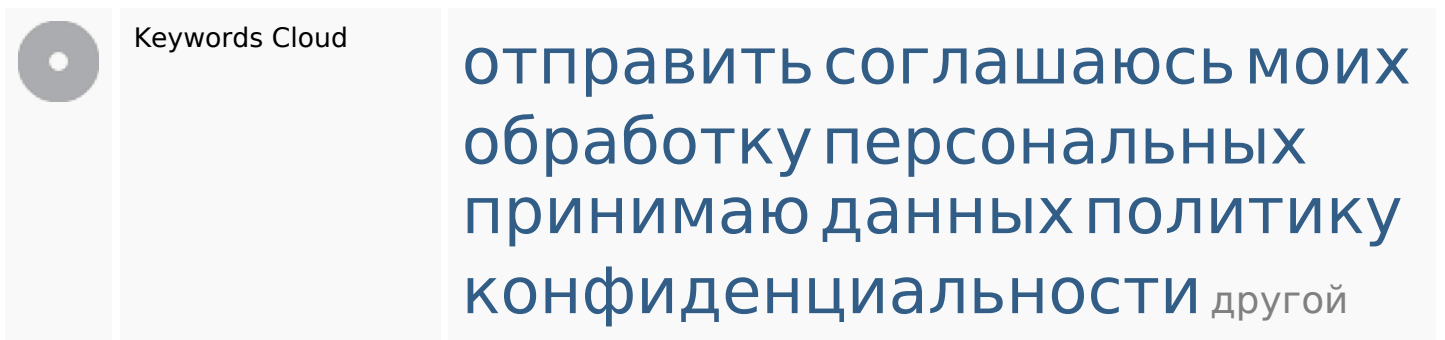 Keywords Cloud
отправить соглашаюсь моих
обработку персональных
принимаю данных политику
конфиденциальности другой